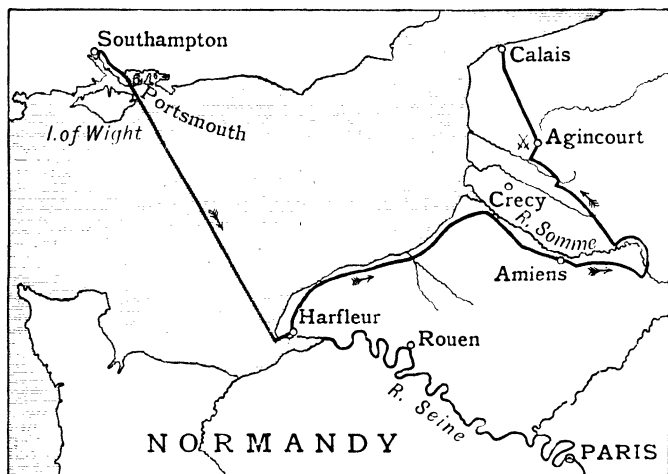 Southampton
Portsmouth
I. of Wight
Calais
Agincourt
Crecy
R. Somme
Amiens
Harfleur
Rouen
R. Seine
NORMANDY
PARIS